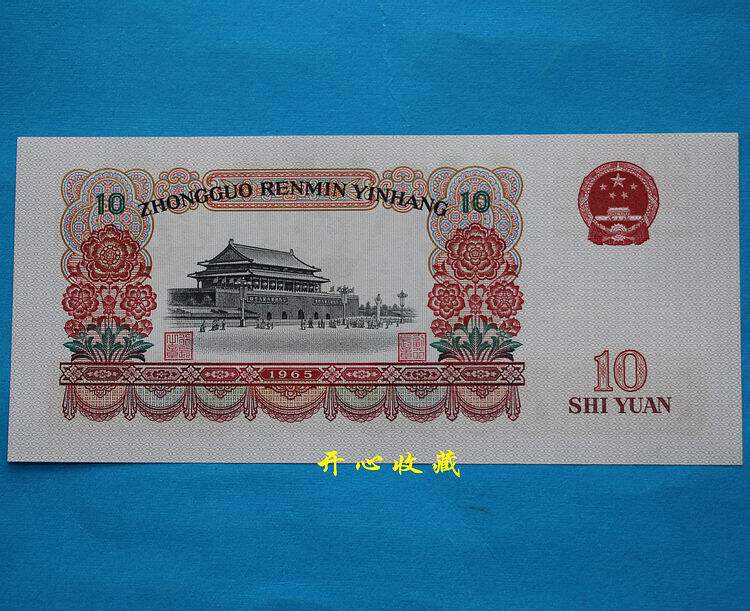 10 ZHONGGUO RENMIN YINHANG 10
1965
10
SHI YUAN
开心收藏